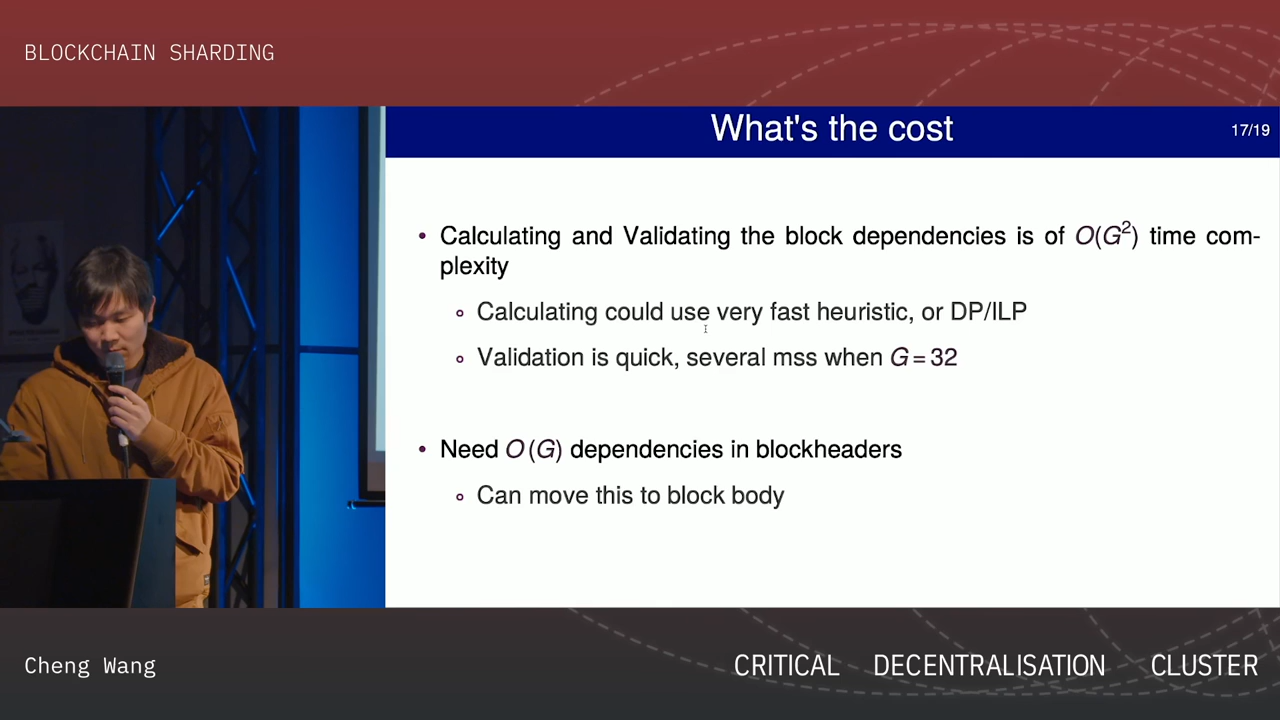 BLOCKCHAIN SHARDING
What's the cost
17/19
• Calculating and Validating the block dependencies is of O(G²) time com-
plexity
∘ Calculating could use very fast heuristic, or DP/ILP
∘ Validation is quick, several mss when G = 32
• Need O(G) dependencies in blockheaders
∘ Can move this to block body
Cheng Wang
CRITICAL DECENTRALISATION CLUSTER